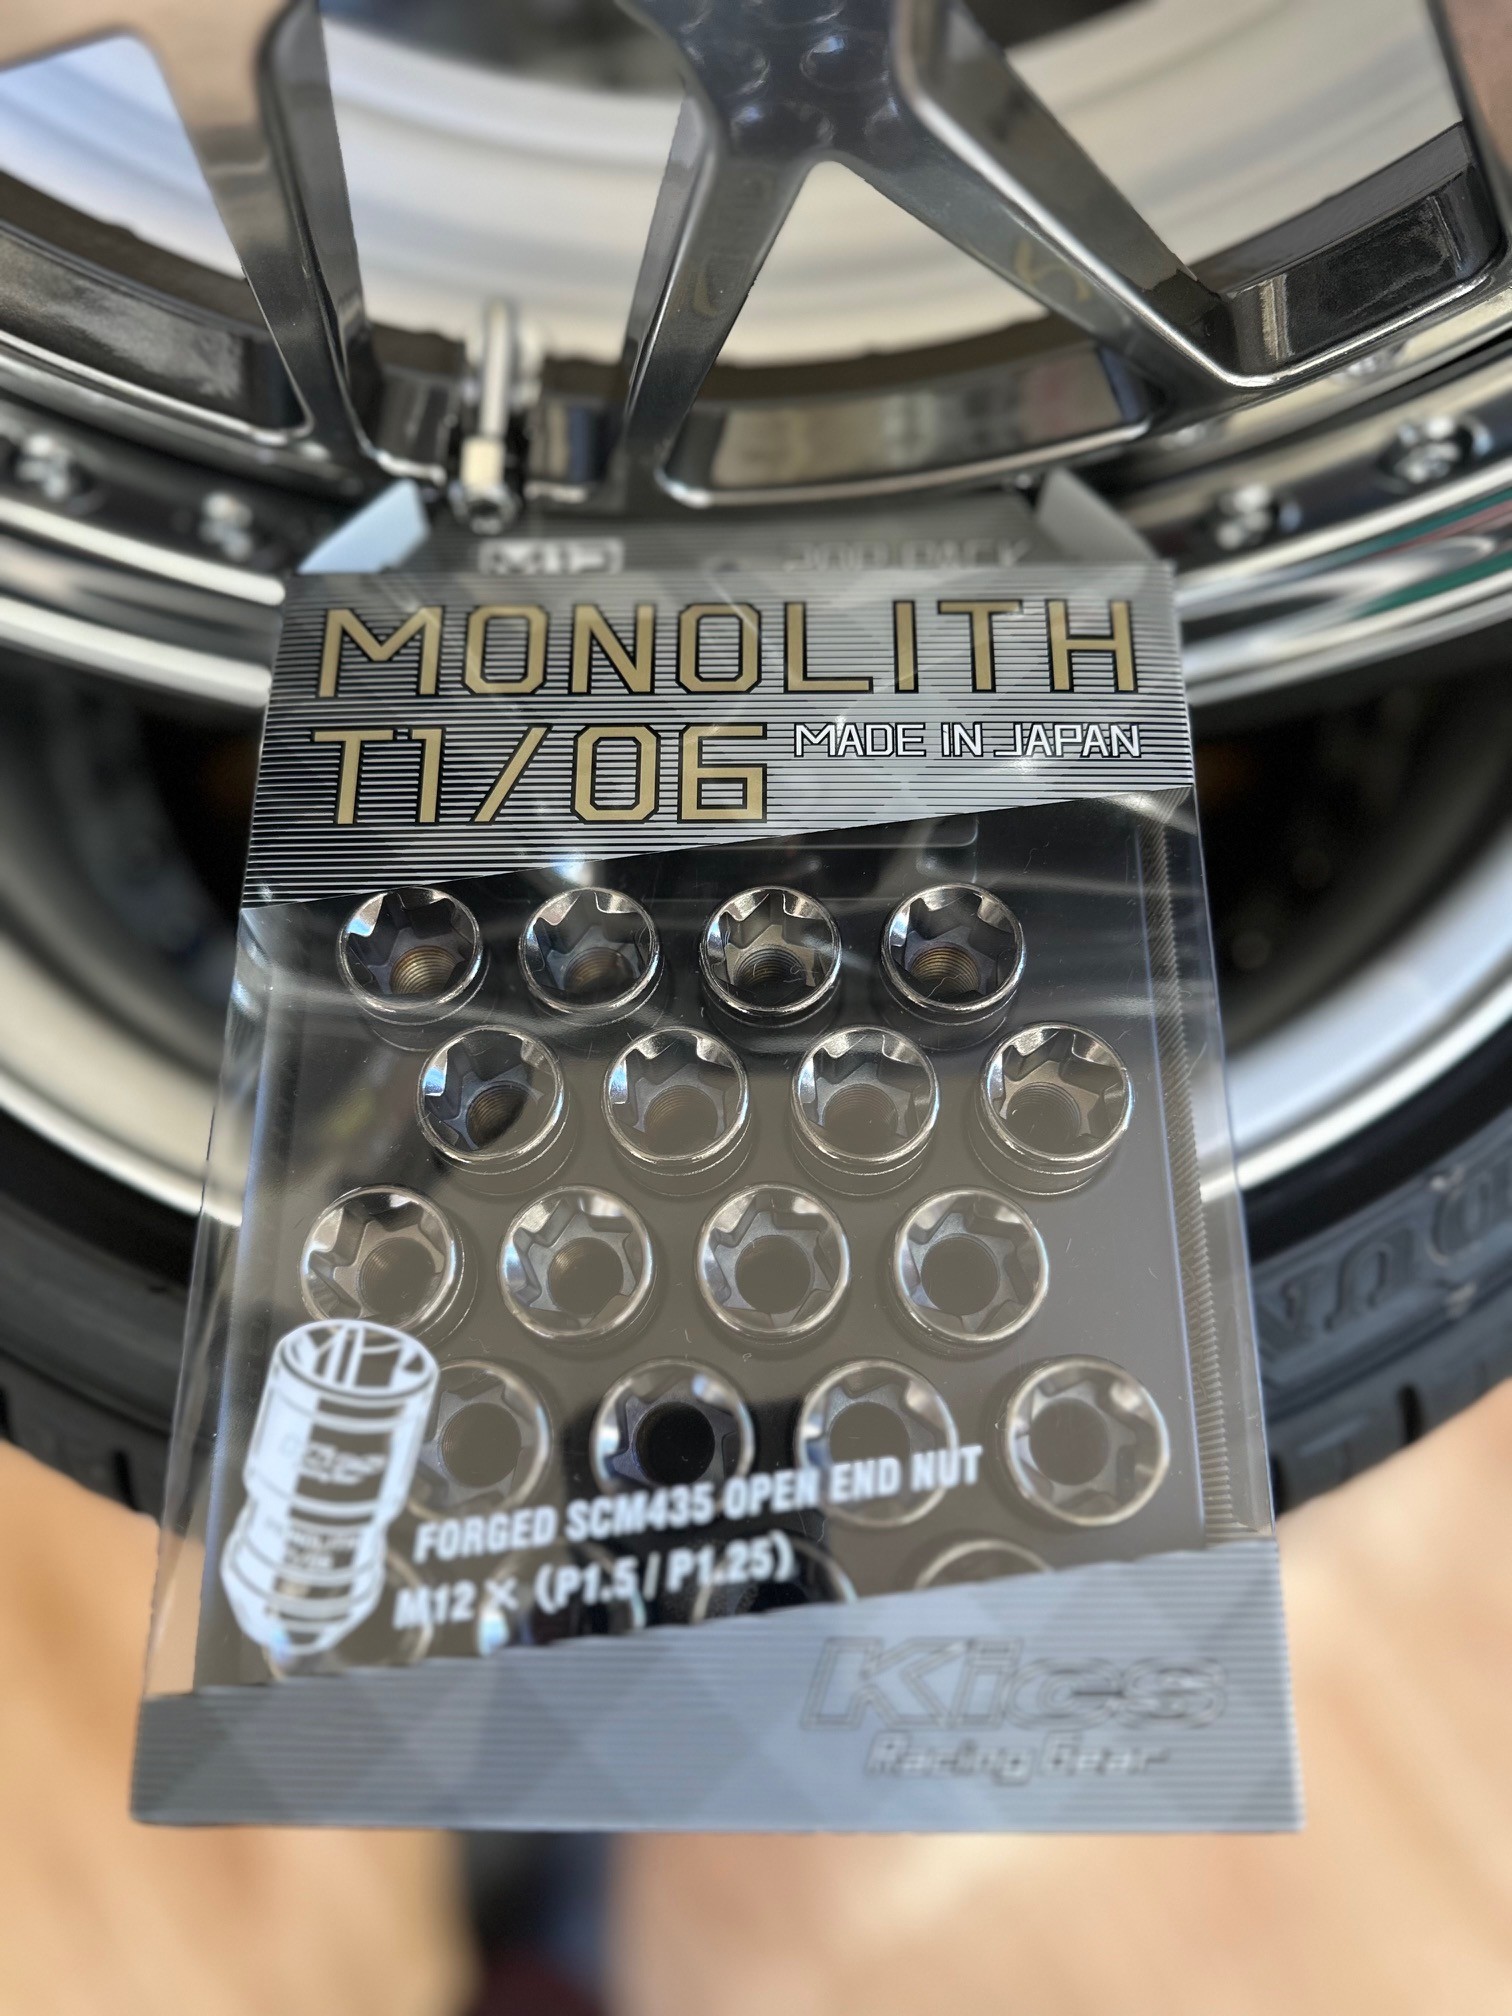 MONOLITH
T1/06 MADE IN JAPAN
FORGED SCM435 OPEN END NUT
M12 × (P1.5 / P1.25)
Kics
Racing Gear